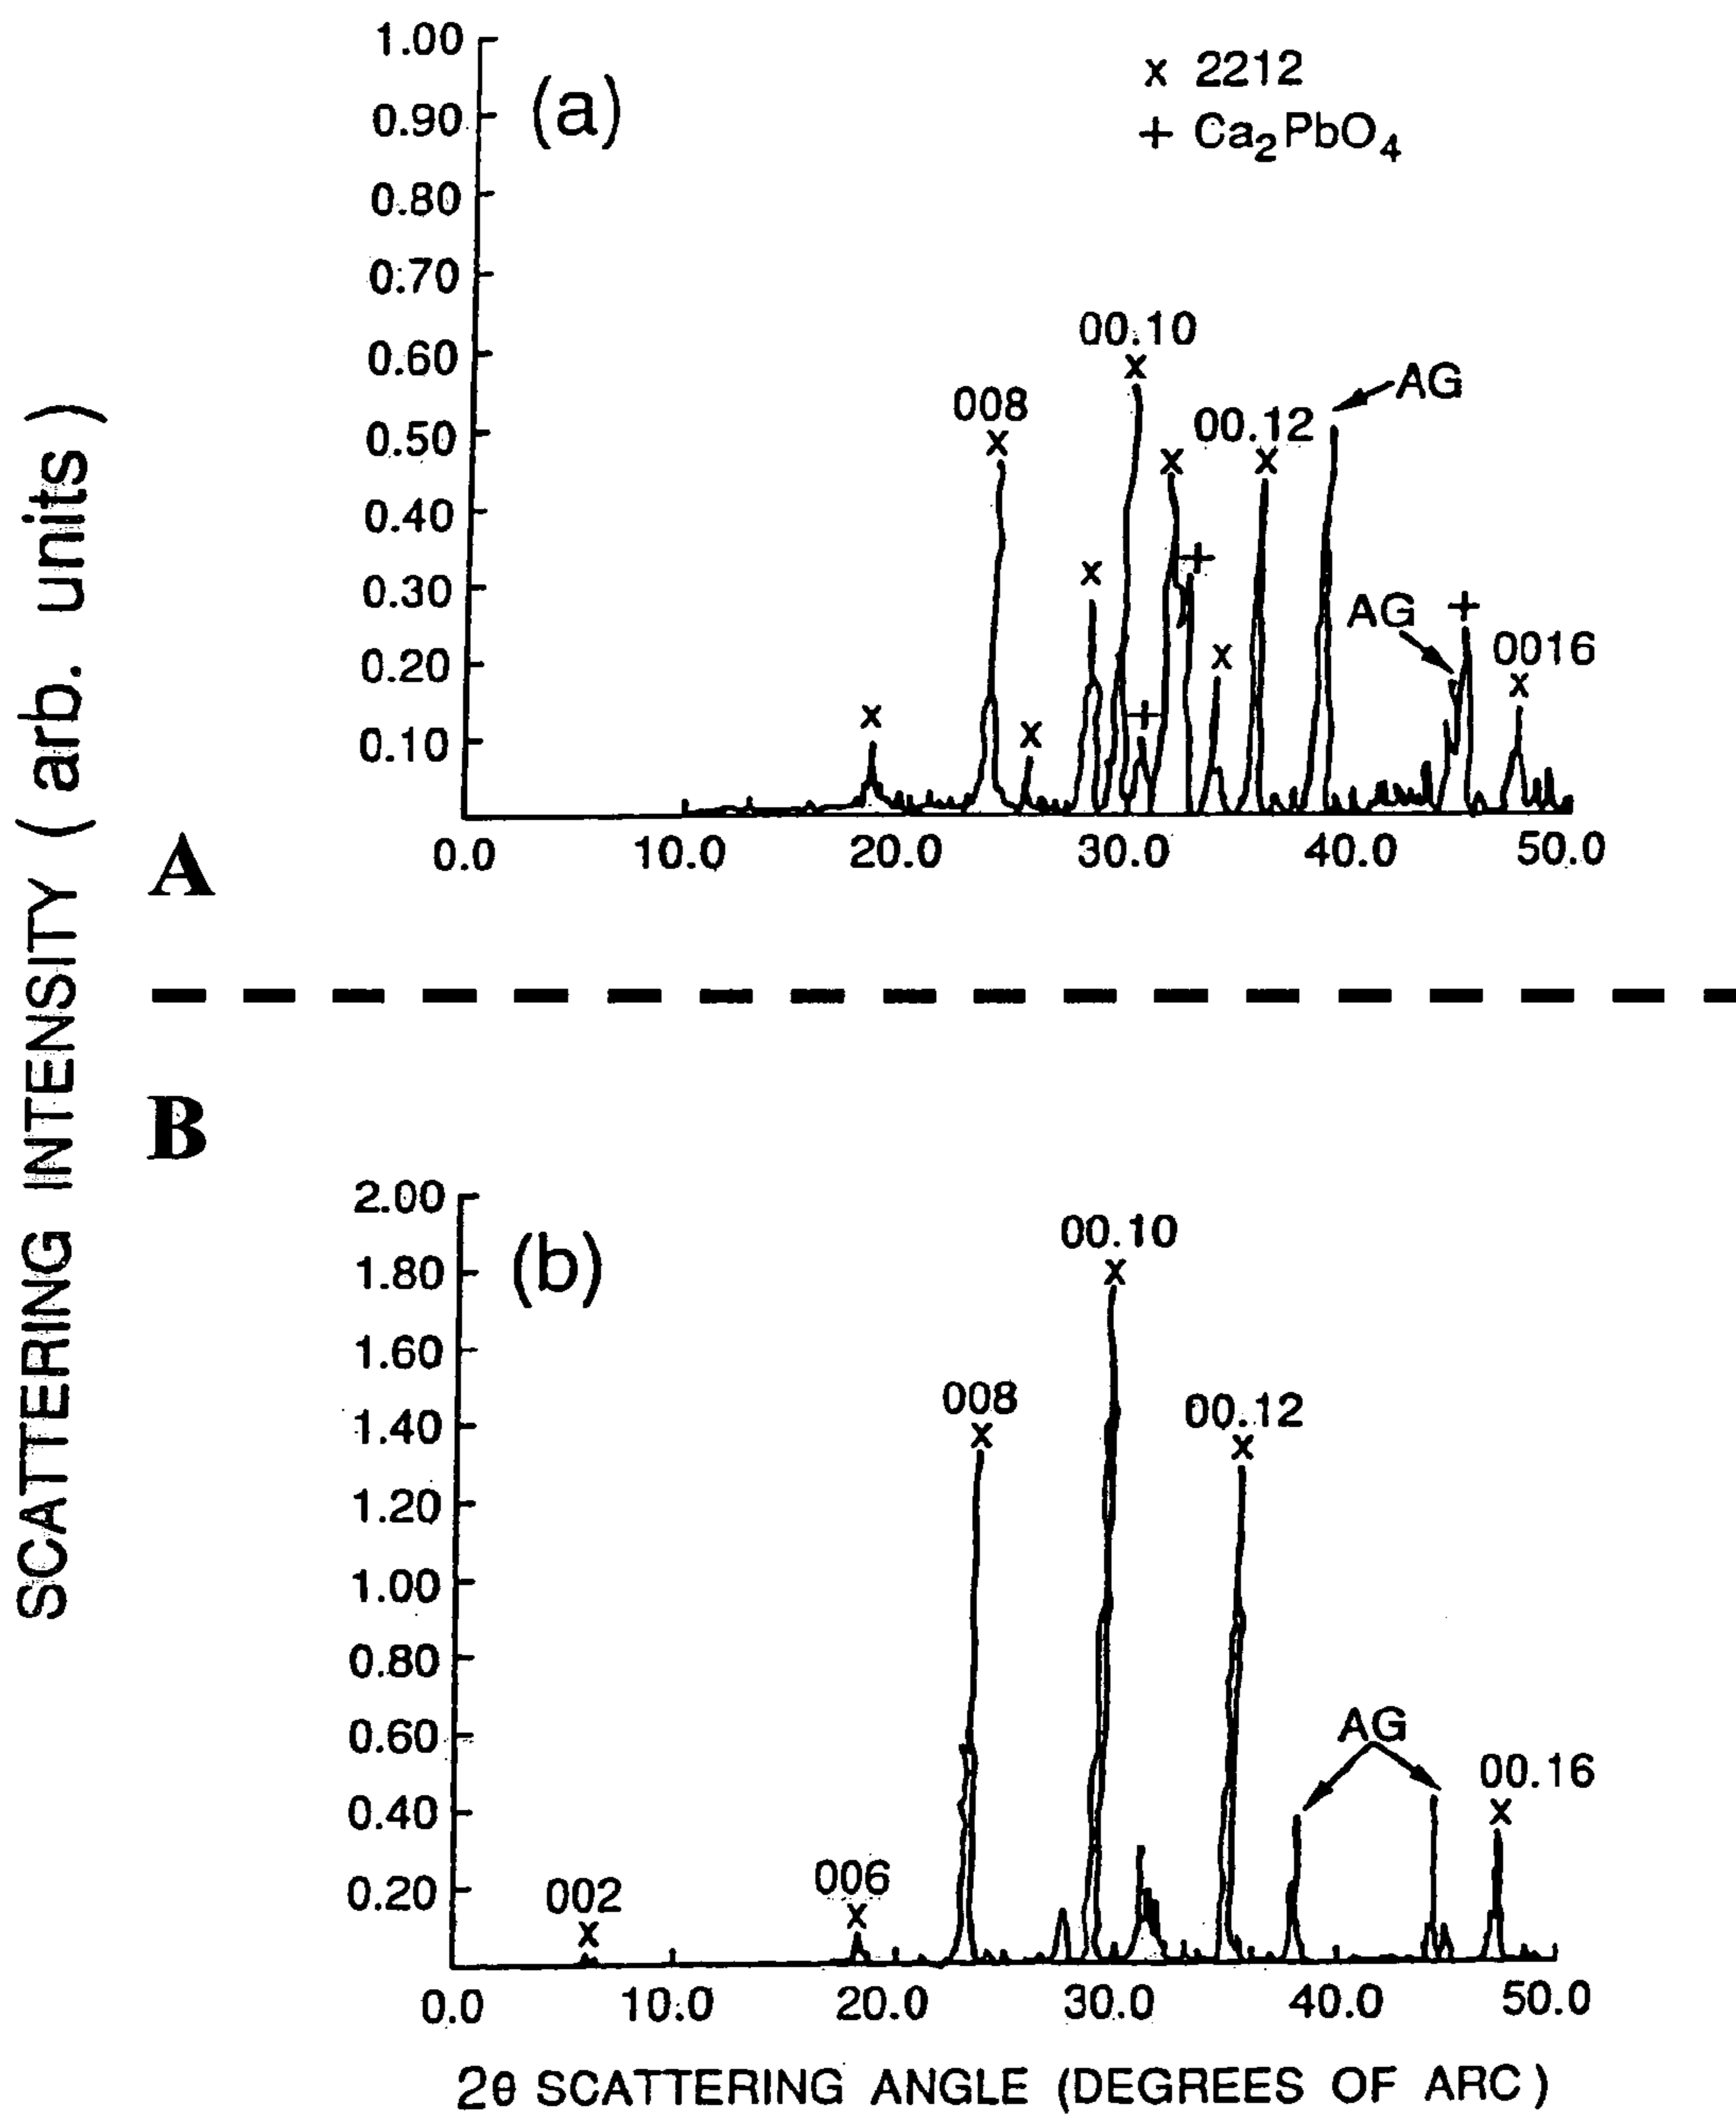 SCATTERING INTENSITY ( arb. units )
1.00
0.90
0.80
0.70
0.60
0.50
0.40
0.30
0.20
0.10
(a)
x 2212
+ Ca₂PbO₄
x
008
x
x
x
00.10
x
+
x
+
x
00.12
x
AG
AG
+
0016
x
0.0 10.0 20.0 30.0 40.0 50.0
A
B
2.00
1.80
1.60
1.40
1.20
1.00
0.80
0.60
0.40
0.20
(b)
002
x
006
x
008
x
00.10
x
00.12
x
AG
00.16
x
0.0 10.0 20.0 30.0 40.0 50.0
2θ SCATTERING ANGLE (DEGREES OF ARC)